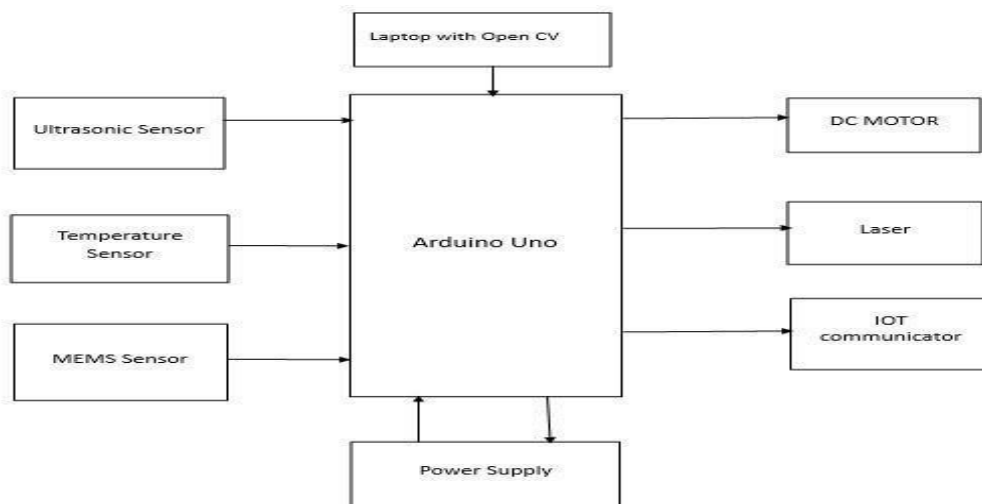 Laptop with Open CV
Ultrasonic Sensor
DC MOTOR
Temperature
Sensor
Arduino Uno
Laser
MEMS Sensor
IOT
communicator
Power Supply